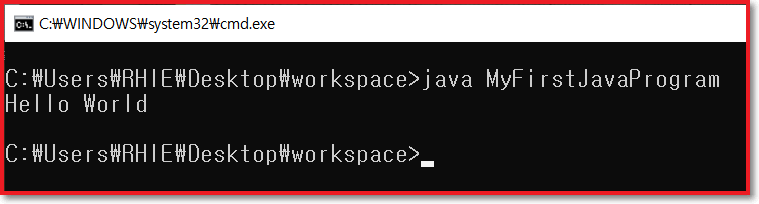 C:₩WINDOWS₩system32₩cmd.exe
C:₩Users₩RHIE₩Desktop₩workspace>java MyFirstJavaProgram
Hello World
C:₩Users₩RHIE₩Desktop₩workspace>